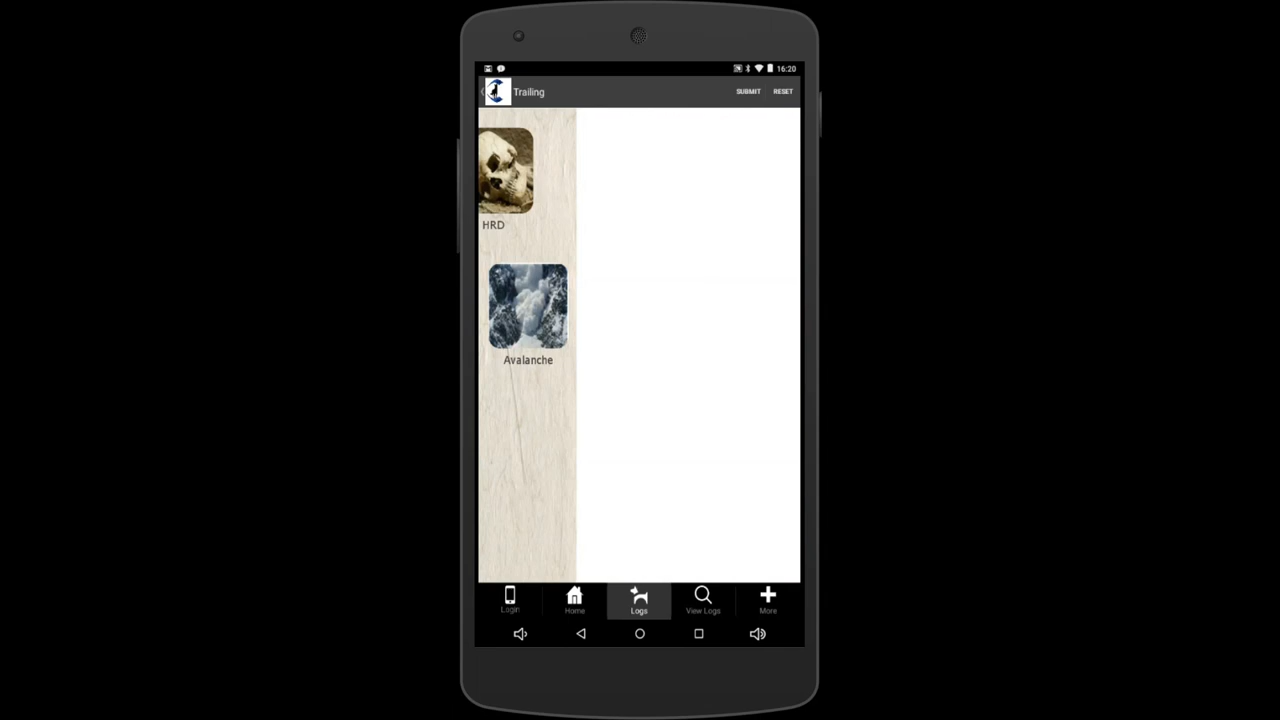 16:20
Trailing SUBMIT RESET
HRD
Avalanche
Login Home Logs View Logs More